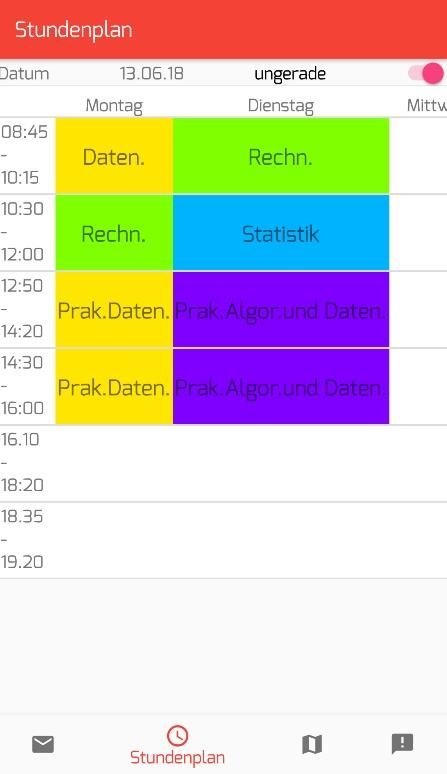 Stundenplan
Datum 13.06.18 ungerade
Montag Dienstag Mittw
08:45
-
10:15
Daten. Rechn.
10:30
-
12:00
Rechn. Statistik
12:50
-
14:20
Prak.Daten. Prak.Algor.und Daten.
14:30
-
16:00
Prak.Daten. Prak.Algor.und Daten.
16.10
-
18:20
18.35
-
19.20
Stundenplan